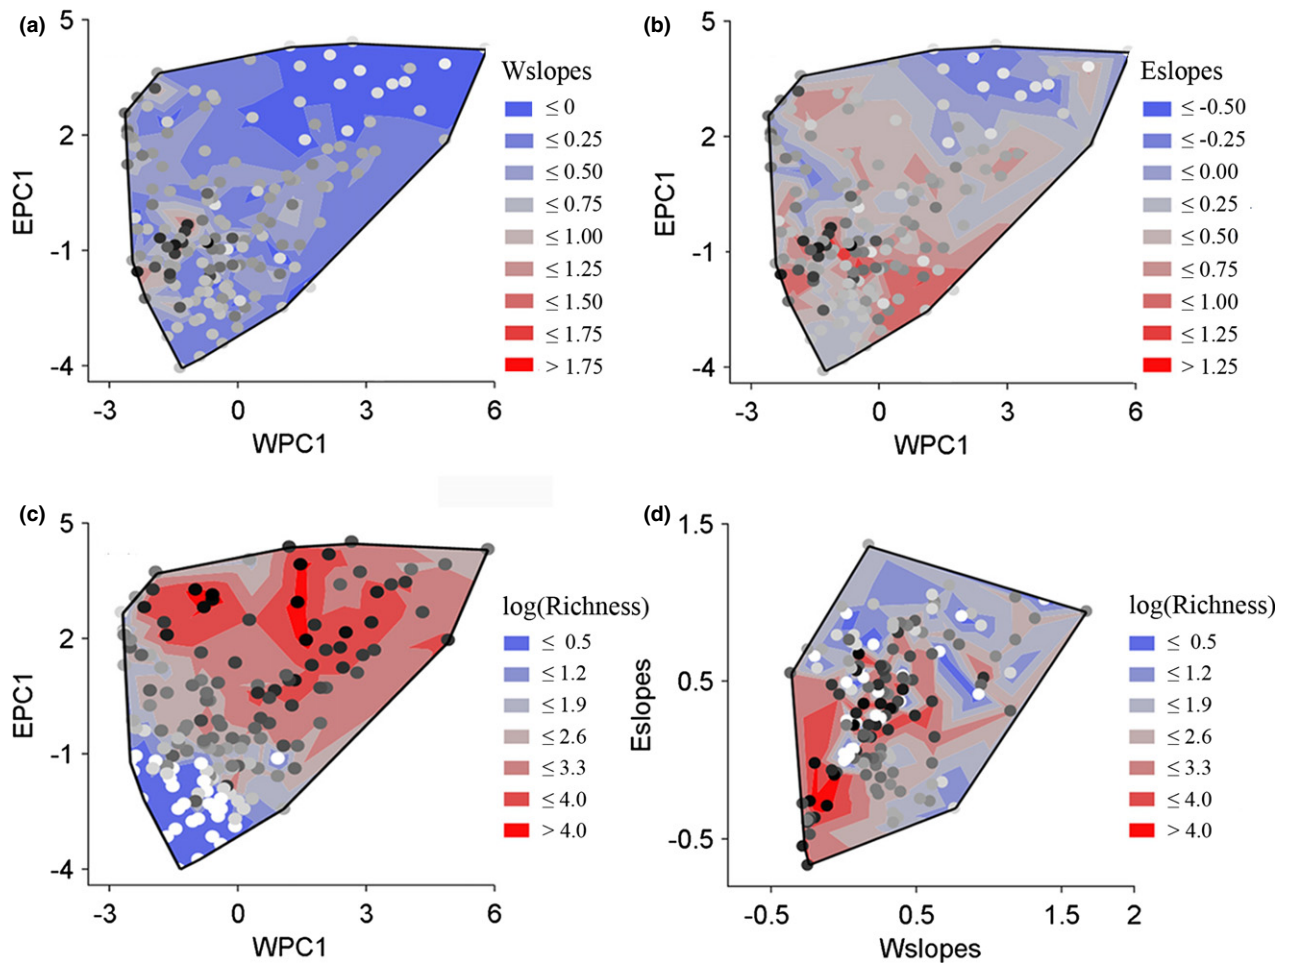 (a)
5
2
-1
-4
EPC1
-3 0 3 6
WPC1
Wslopes
≤ 0
≤ 0.25
≤ 0.50
≤ 0.75
≤ 1.00
≤ 1.25
≤ 1.50
≤ 1.75
> 1.75
(b)
5
2
-1
-4
EPC1
-3 0 3 6
WPC1
Eslopes
≤ -0.50
≤ -0.25
≤ 0.00
≤ 0.25
≤ 0.50
≤ 0.75
≤ 1.00
≤ 1.25
> 1.25
(c)
5
2
-1
-4
EPC1
-3 0 3 6
WPC1
log(Richness)
≤ 0.5
≤ 1.2
≤ 1.9
≤ 2.6
≤ 3.3
≤ 4.0
> 4.0
(d)
1.5
0.5
-0.5
Eslopes
-0.5 0.5 1.5 2
Wslopes
log(Richness)
≤ 0.5
≤ 1.2
≤ 1.9
≤ 2.6
≤ 3.3
≤ 4.0
> 4.0